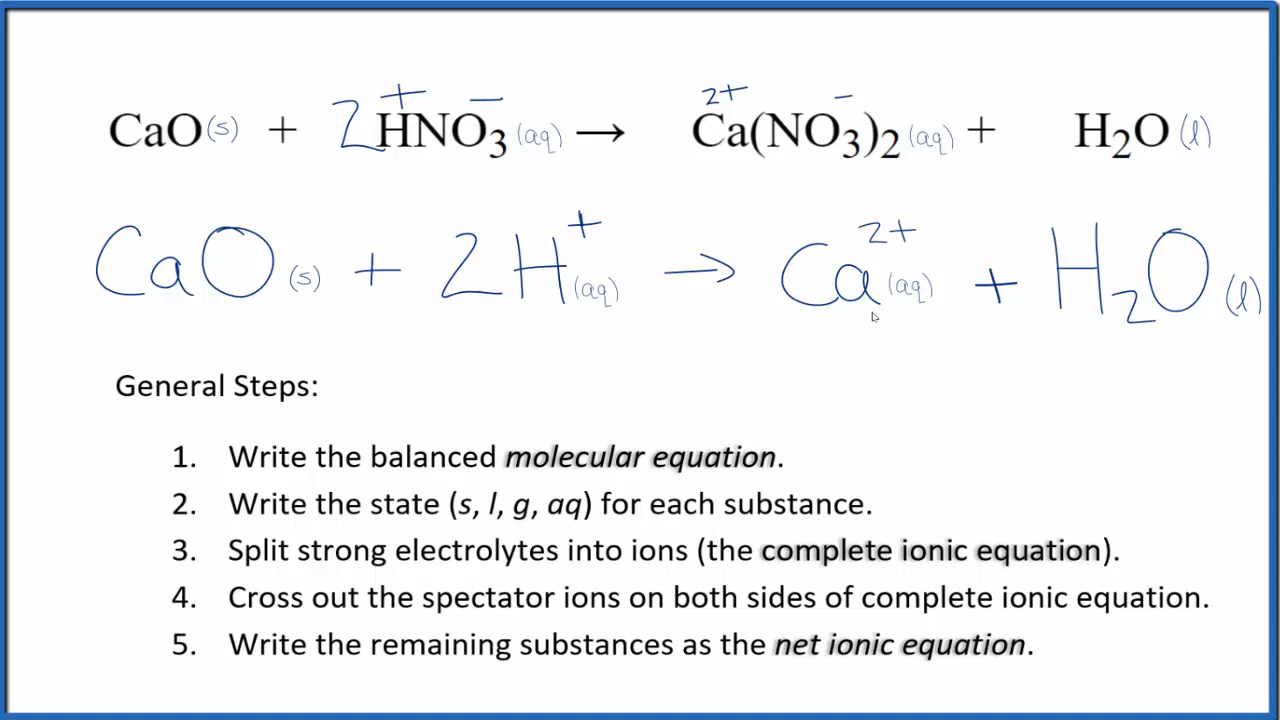 CaO(s) + 2H⁺NO₃⁻(aq) → Ca²⁺(NO₃⁻)₂(aq) + H₂O(l)
CaO(s) + 2H⁺(aq) → Ca²⁺(aq) + H₂O(l)
General Steps:
1. Write the balanced molecular equation.
2. Write the state (s, l, g, aq) for each substance.
3. Split strong electrolytes into ions (the complete ionic equation).
4. Cross out the spectator ions on both sides of complete ionic equation.
5. Write the remaining substances as the net ionic equation.